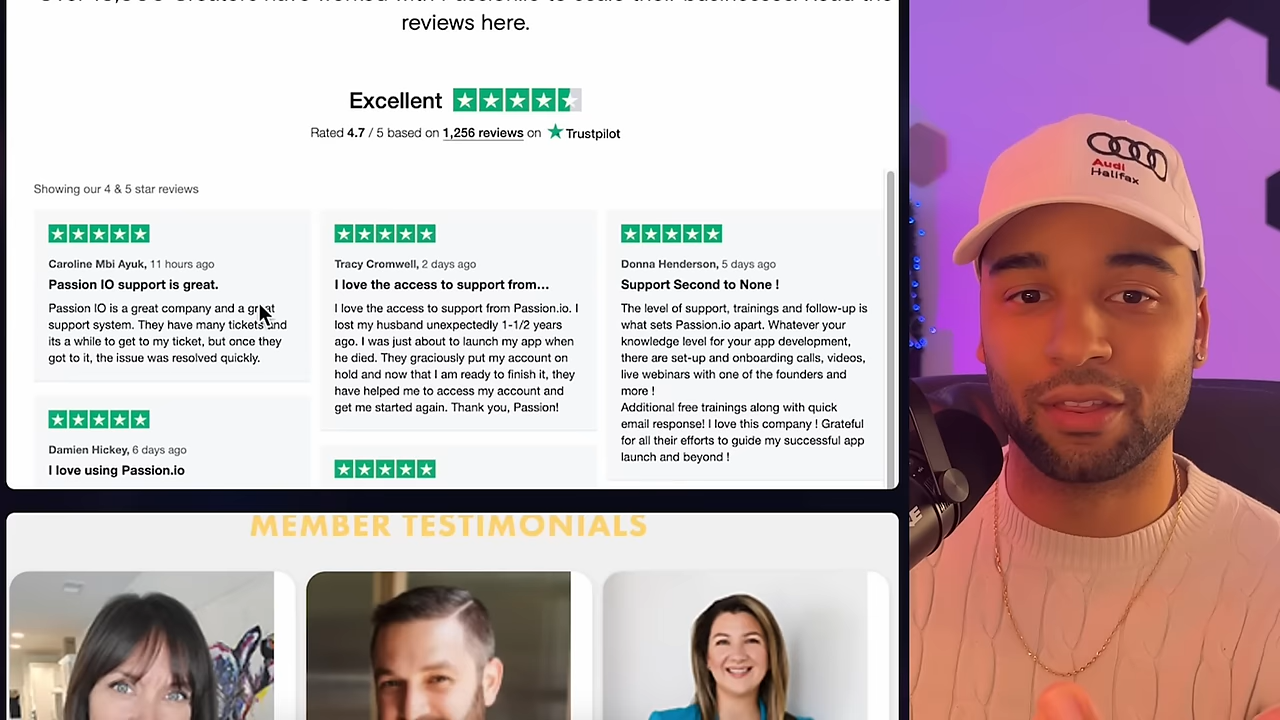 reviews here.
Excellent
Rated 4.7 / 5 based on 1,256 reviews on Trustpilot
Showing our 4 & 5 star reviews
Caroline Mbi Ayuk, 11 hours ago
Passion IO support is great.
Passion IO is a great company and a great
support system. They have many tickets and
its a while to get to my ticket, but once they
got to it, the issue was resolved quickly.
Damien Hickey, 6 days ago
I love using Passion.io
Tracy Cromwell, 2 days ago
I love the access to support from...
I love the access to support from Passion.io. I
lost my husband unexpectedly 1-1/2 years
ago. I was just about to launch my app when
he died. They graciously put my account on
hold and now that I am ready to finish it, they
have helped me to access my account and
get me started again. Thank you, Passion!
Donna Henderson, 5 days ago
Support Second to None !
The level of support, trainings and follow-up is
what sets Passion.io apart. Whatever your
knowledge level for your app development,
there are set-up and onboarding calls, videos,
live webinars with one of the founders and
more !
Additional free trainings along with quick
email response! I love this company ! Grateful
for all their efforts to guide my successful app
launch and beyond !
MEMBER TESTIMONIALS
Audi
Halifax